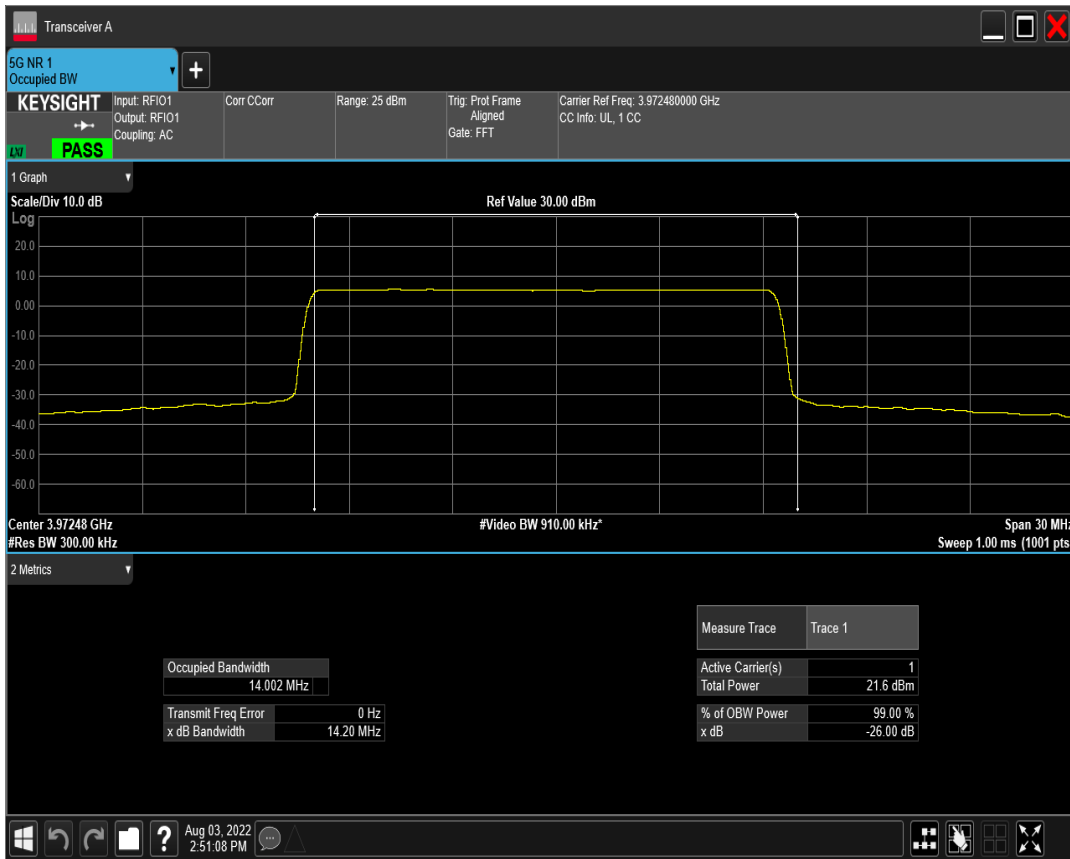 Transceiver A
5G NR 1
Occupied BW
KEYSIGHT
LXI
PASS
Input: RFIO1
Output: RFIO1
Coupling: AC
Corr CCorr
Range: 25 dBm
Trig: Prot Frame
Aligned
Gate: FFT
Carrier Ref Freq: 3.972480000 GHz
CC Info: UL, 1 CC
1 Graph
Scale/Div 10.0 dB
Ref Value 30.00 dBm
Log
20.0
10.0
0.00
-10.0
-20.0
-30.0
-40.0
-50.0
-60.0
Center 3.97248 GHz
#Video BW 910.00 kHz*
Span 30 MHz
#Res BW 300.00 kHz
Sweep 1.00 ms (1001 pts
2 Metrics
Measure Trace Trace 1
Occupied Bandwidth
14.002 MHz
Active Carrier(s) 1
Total Power 21.6 dBm
Transmit Freq Error 0 Hz
x dB Bandwidth 14.20 MHz
% of OBW Power 99.00 %
x dB -26.00 dB
Aug 03, 2022
2:51:08 PM